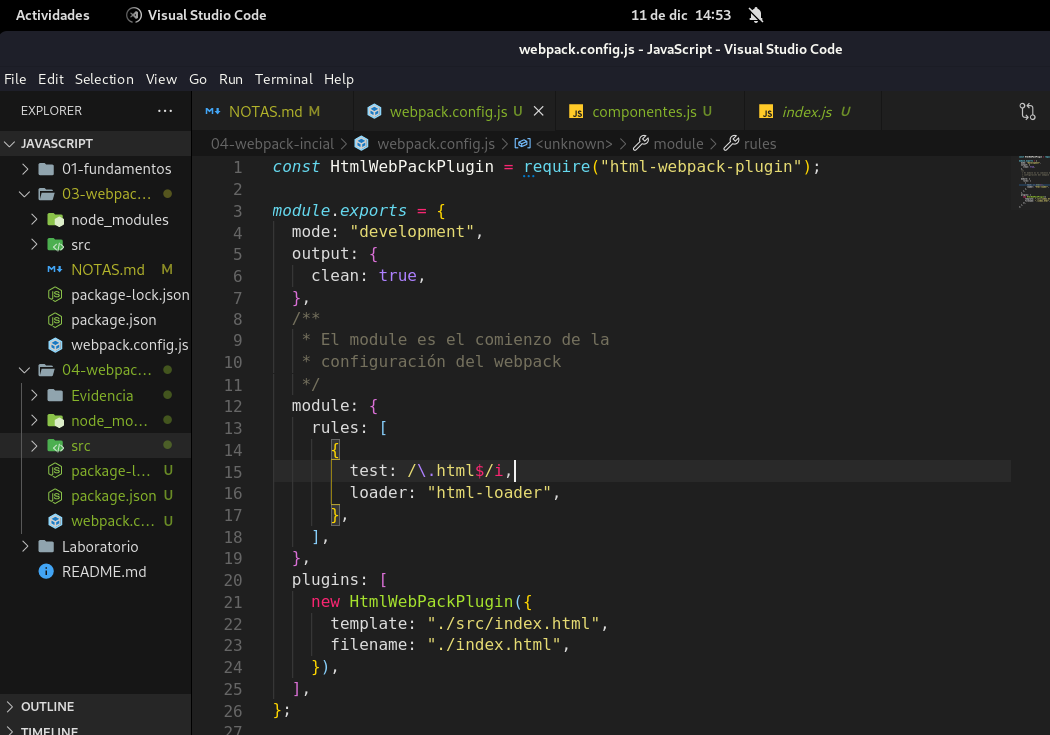 Actividades Visual Studio Code 11 de dic 14:53
webpack.config.js - JavaScript - Visual Studio Code
File Edit Selection View Go Run Terminal Help
EXPLORER ···
JAVASCRIPT
01-fundamentos
03-webpac...
node_modules
src
NOTAS.md M
package-lock.json
package.json
webpack.config.js
04-webpac...
Evidencia
node_mo...
src
package-l... U
package.json U
webpack.c... U
Laboratorio
README.md
OUTLINE
TIMELINE
NOTAS.md M webpack.config.js U componentes.js U index.js U
04-webpack-incial > webpack.config.js > <unknown> > module > rules
1 const HtmlWebPackPlugin = require("html-webpack-plugin");
2
3 module.exports = {
4 mode: "development",
5 output: {
6 clean: true,
7 },
8 /**
9 * El module es el comienzo de la
10 * configuración del webpack
11 */
12 module: {
13 rules: [
14 {
15 test: /\.html$/i,
16 loader: "html-loader",
17 },
18 ],
19 },
20 plugins: [
21 new HtmlWebPackPlugin({
22 template: "./src/index.html",
23 filename: "./index.html",
24 }),
25 ],
26 };
27